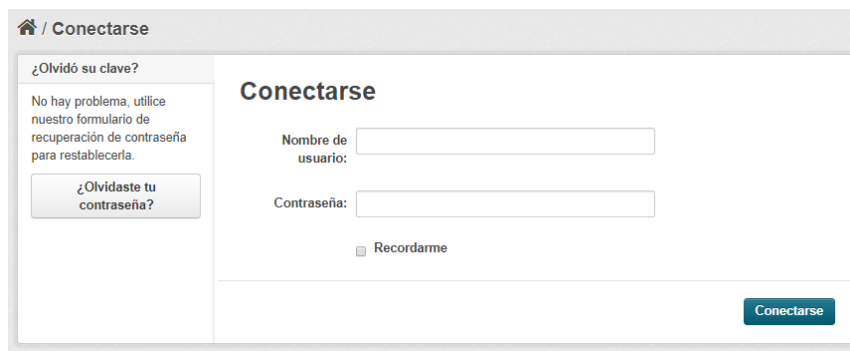 / Conectarse
¿Olvidó su clave?
No hay problema, utilice
nuestro formulario de
recuperación de contraseña
para restablecerla.
¿Olvidaste tu
contraseña?
Conectarse
Nombre de
usuario:
Contraseña:
Recordarme
Conectarse